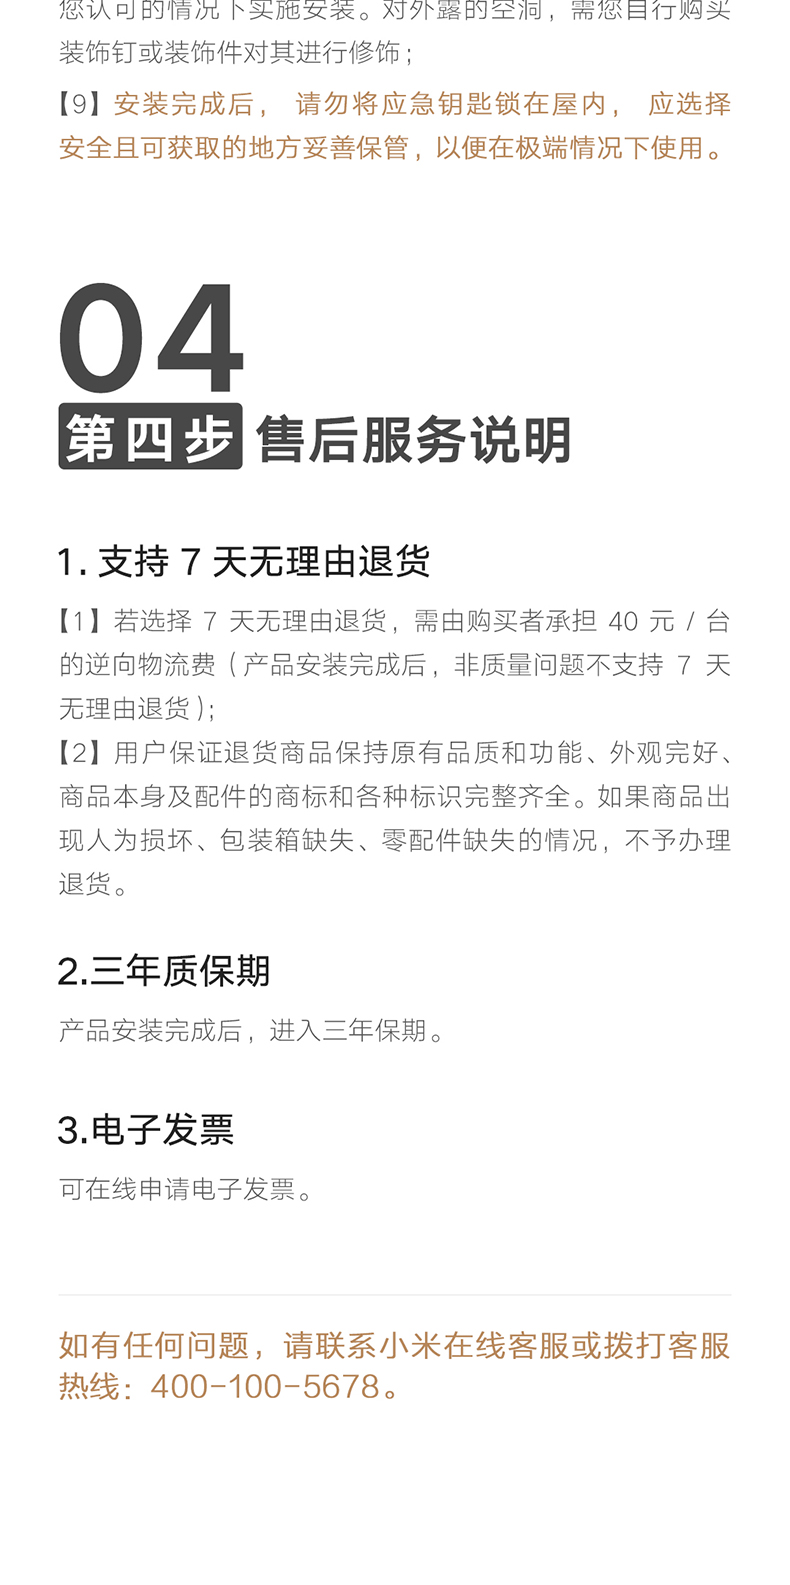 您认可的情况下实施安装。对外露的空洞，需您自行购买
装饰钉或装饰件对其进行修饰；
【9】安装完成后， 请勿将应急钥匙锁在屋内， 应选择
安全且可获取的地方妥善保管，以便在极端情况下使用。
04
第四步 售后服务说明
1. 支持 7 天无理由退货
【1】若选择 7 天无理由退货，需由购买者承担 40 元 / 台
的逆向物流费（产品安装完成后，非质量问题不支持 7 天
无理由退货）；
【2】用户保证退货商品保持原有品质和功能、外观完好、
商品本身及配件的商标和各种标识完整齐全。如果商品出
现人为损坏、包装箱缺失、零配件缺失的情况，不予办理
退货。
2.三年质保期
产品安装完成后，进入三年保期。
3.电子发票
可在线申请电子发票。
如有任何问题，请联系小米在线客服或拨打客服
热线：400-100-5678。